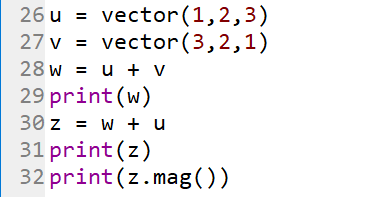 26 u = vector(1,2,3)
27 v = vector(3,2,1)
28 w = u + v
29 print(w)
30 z = w + u
31 print(z)
32 print(z.mag())